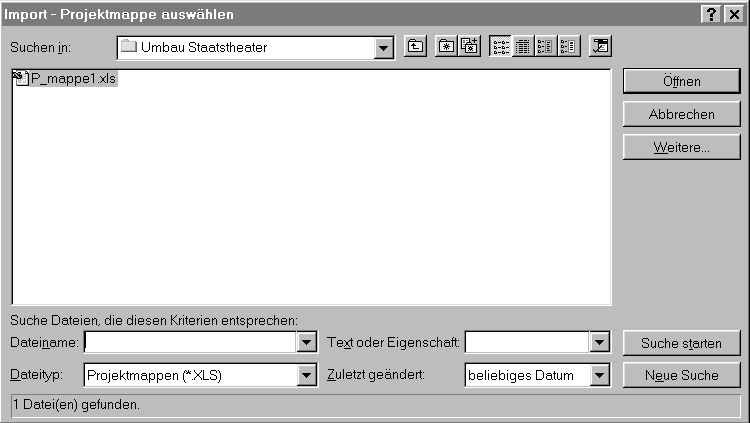 Import - Projektmappe auswählen
Suchen in: Umbau Staatstheater
P_mappe1.xls
Öffnen
Abbrechen
Weitere...
Suche Dateien, die diesen Kriterien entsprechen:
Dateiname: Text oder Eigenschaft: Suche starten
Dateityp: Projektmappen (*.XLS) Zuletzt geändert: beliebiges Datum Neue Suche
1 Datei(en) gefunden.